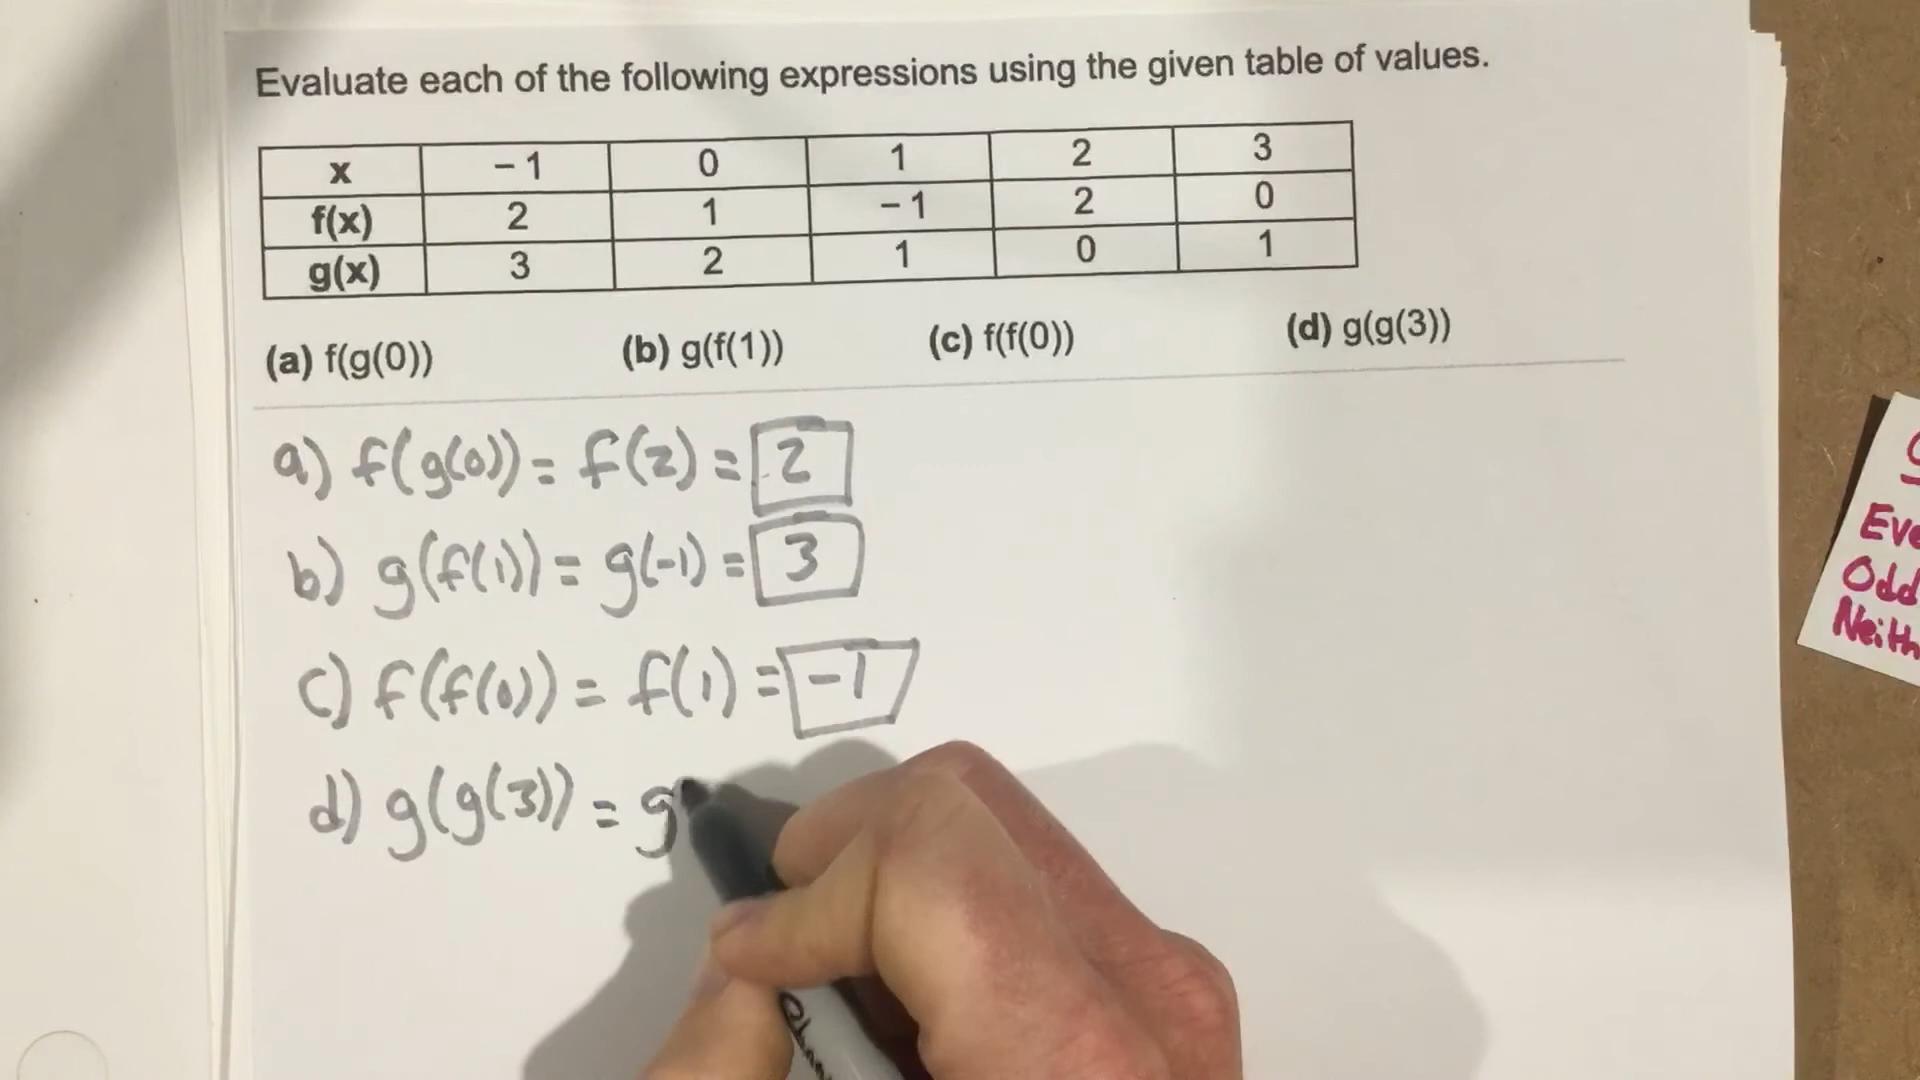 Evaluate each of the following expressions using the given table of values.
x -1 0 1 2 3
f(x) 2 1 -1 2 0
g(x) 3 2 1 0 1
(a) f(g(0)) (b) g(f(1)) (c) f(f(0)) (d) g(g(3))
a) f(g(0)) = f(2) = 2
b) g(f(1)) = g(-1) = 3
c) f(f(0)) = f(1) = -1
d) g(g(3)) = g
Odd